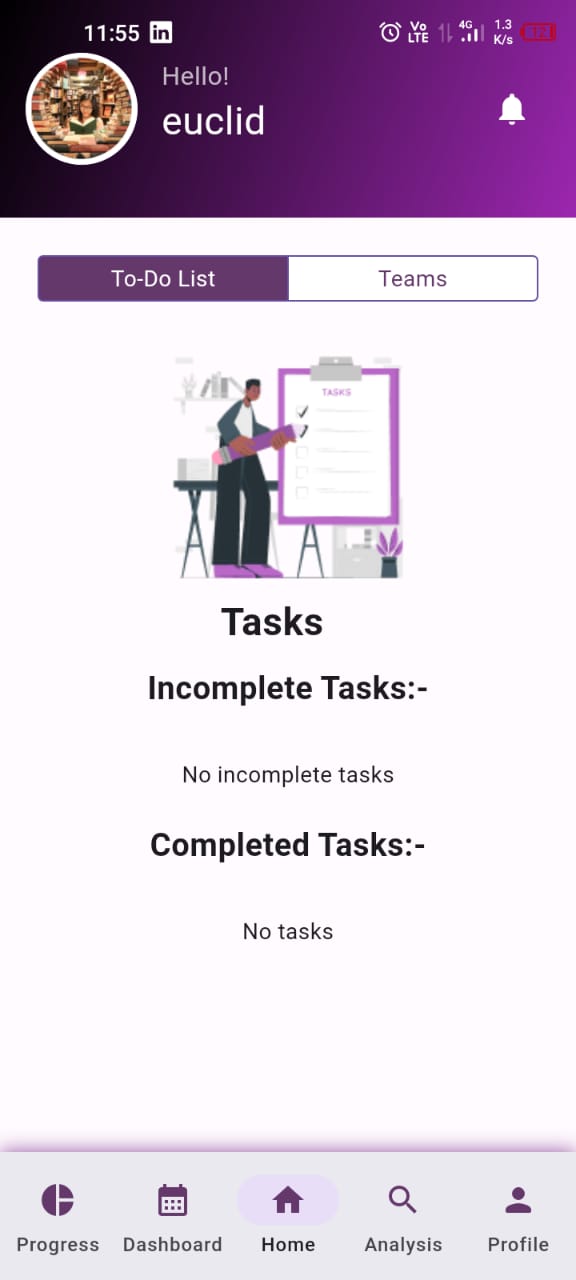 11:55 in Vo LTE 4G 1.3 K/s 12
Hello!
euclid
To-Do List Teams
TASKS
Tasks
Incomplete Tasks:-
No incomplete tasks
Completed Tasks:-
No tasks
Progress Dashboard Home Analysis Profile